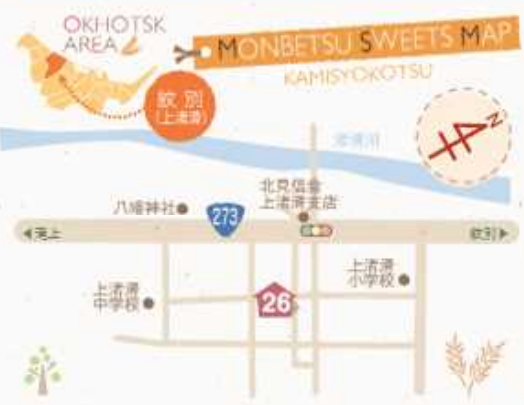 OKHOTSK
AREA
MONBETSU SWEETS MAP
KAMISYOKOTSU
紋別
(上渚滑)
N
渚滑川
北見信金
上渚滑支店
八幡神社
273
◀滝上
紋別▶
上渚滑
小学校
上渚滑
中学校
26